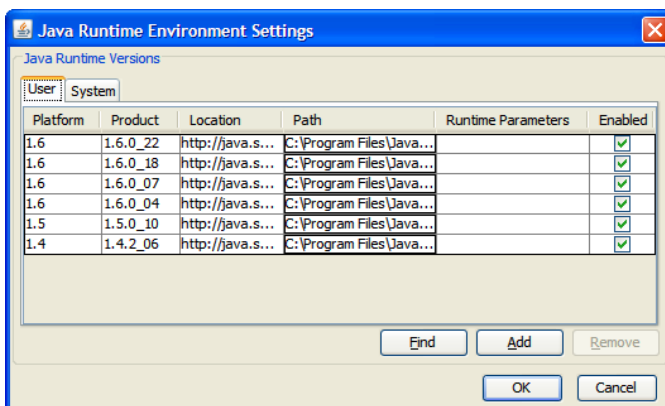 Java Runtime Environment Settings
Java Runtime Versions
User System
Platform Product Location Path Runtime Parameters Enabled
1.6 1.6.0_22 http://java.s... C:\Program Files\Java...
1.6 1.6.0_18 http://java.s... C:\Program Files\Java...
1.6 1.6.0_07 http://java.s... C:\Program Files\Java...
1.6 1.6.0_04 http://java.s... C:\Program Files\Java...
1.5 1.5.0_10 http://java.s... C:\Program Files\Java...
1.4 1.4.2_06 http://java.s... C:\Program Files\Java...
Find Add Remove
OK Cancel